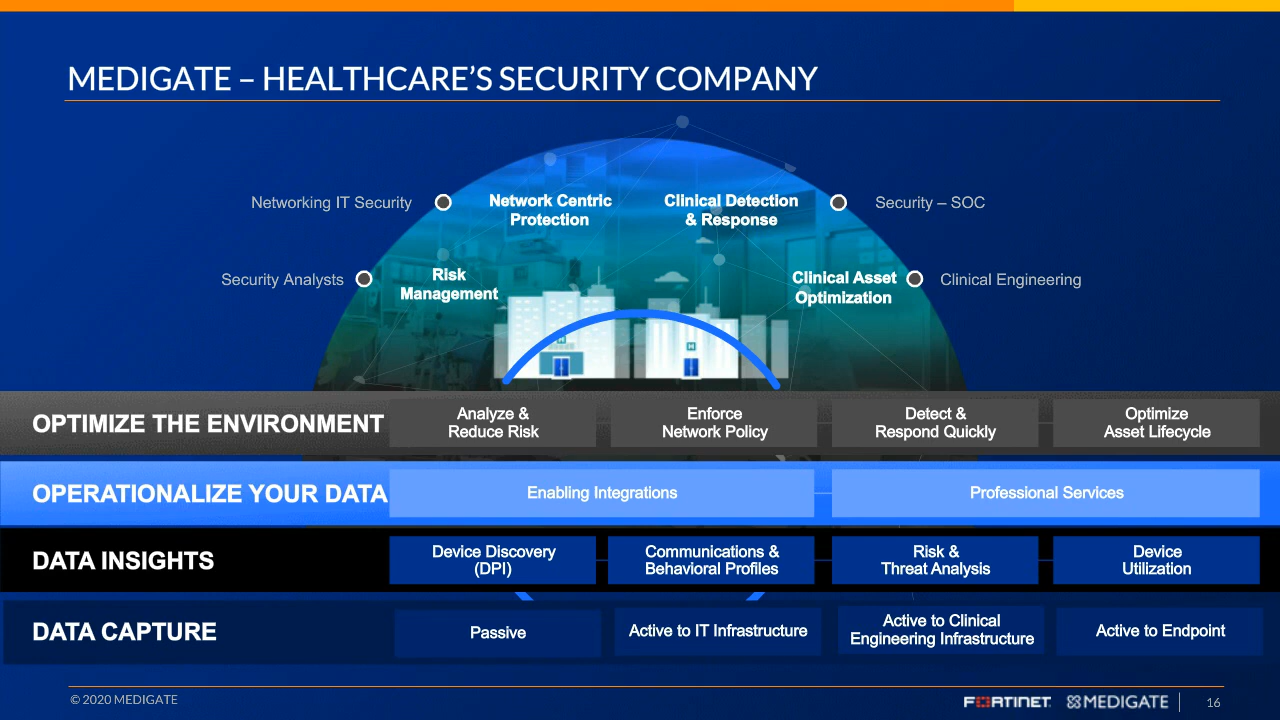 MEDIGATE – HEALTHCARE'S SECURITY COMPANY
Networking IT Security
Network Centric
Protection
Clinical Detection
& Response
Security – SOC
Security Analysts
Risk
Management
Clinical Asset
Optimization
Clinical Engineering
H
H
OPTIMIZE THE ENVIRONMENT
Analyze &
Reduce Risk
Enforce
Network Policy
Detect &
Respond Quickly
Optimize
Asset Lifecycle
OPERATIONALIZE YOUR DATA
Enabling Integrations
Professional Services
DATA INSIGHTS
Device Discovery
(DPI)
Communications &
Behavioral Profiles
Risk &
Threat Analysis
Device
Utilization
DATA CAPTURE
Passive
Active to IT Infrastructure
Active to Clinical
Engineering Infrastructure
Active to Endpoint
© 2020 MEDIGATE
FORTINET
MEDIGATE
16